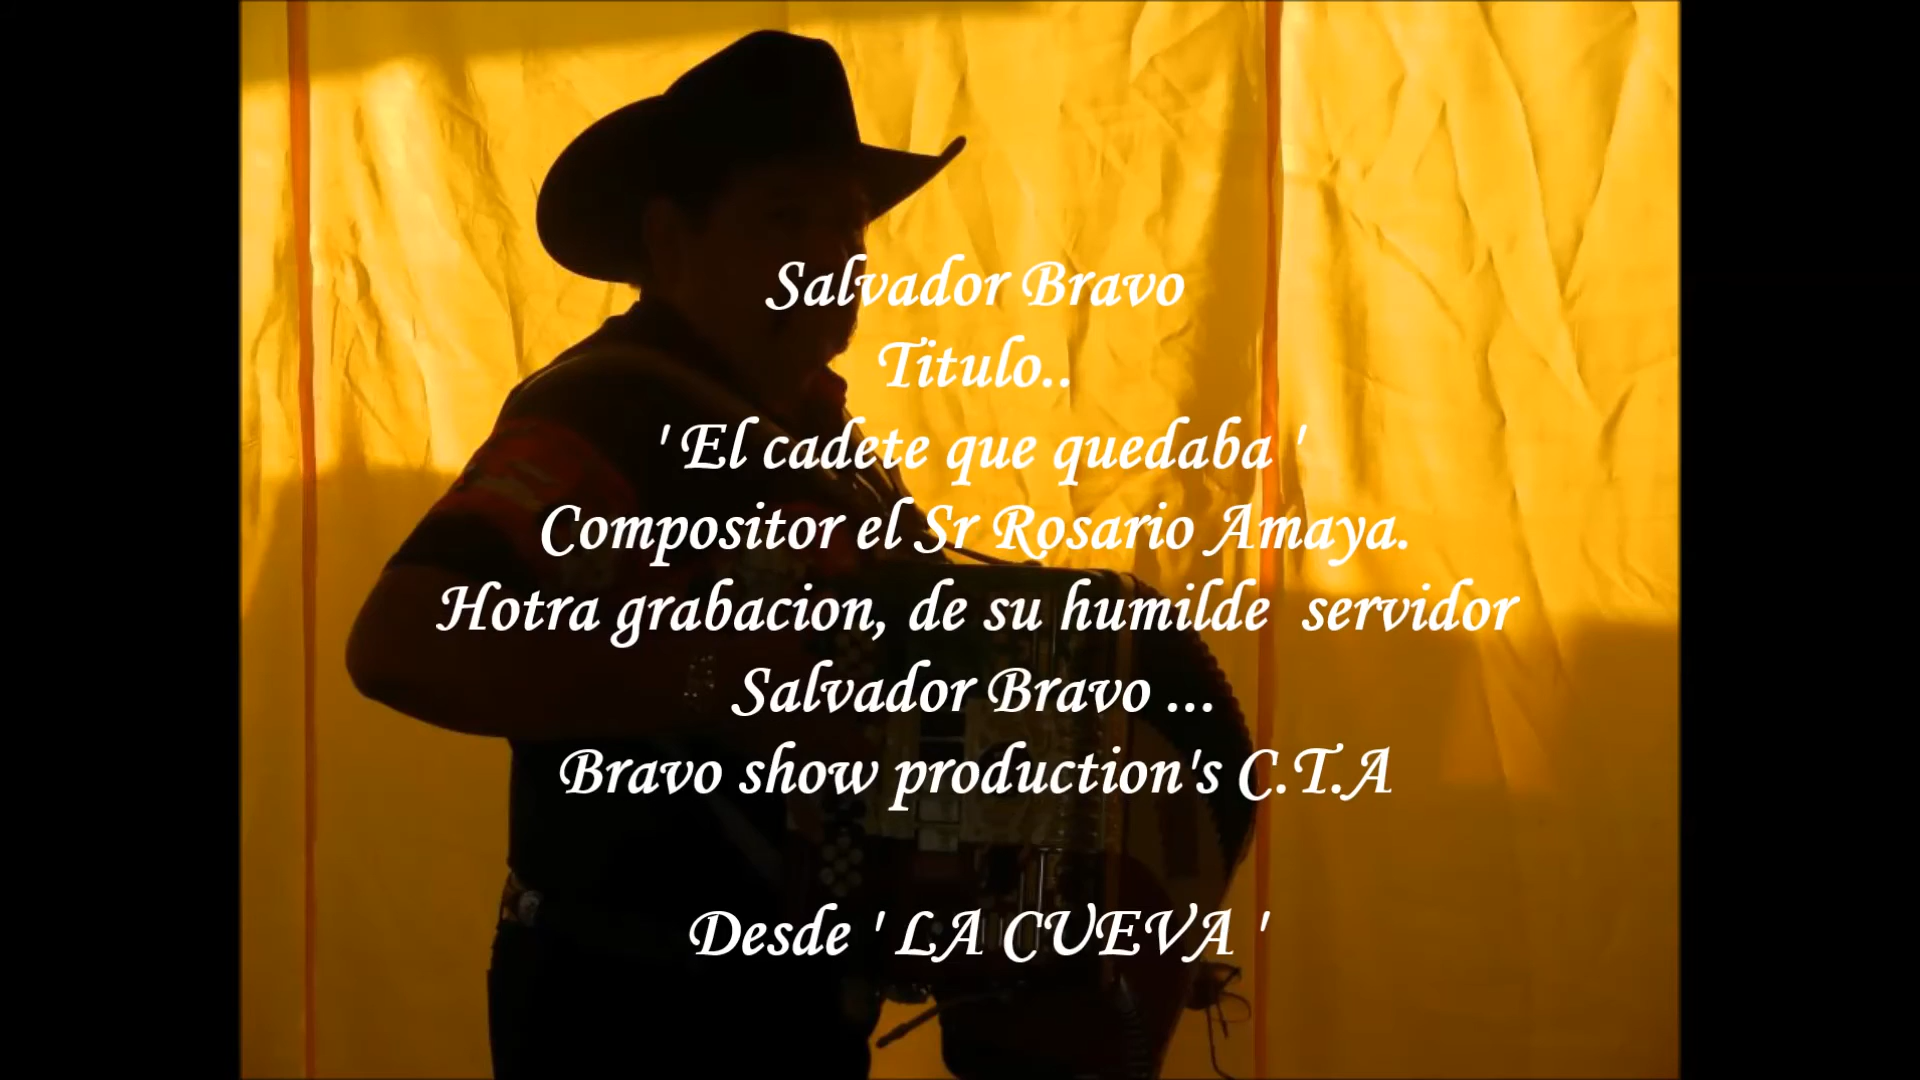 Salvador Bravo
Titulo..
' El cadete que quedaba '
Compositor el Sr Rosario Amaya.
Hotra grabacion, de su humilde servidor
Salvador Bravo ...
Bravo show production's C.T.A
Desde ' LA CUEVA '